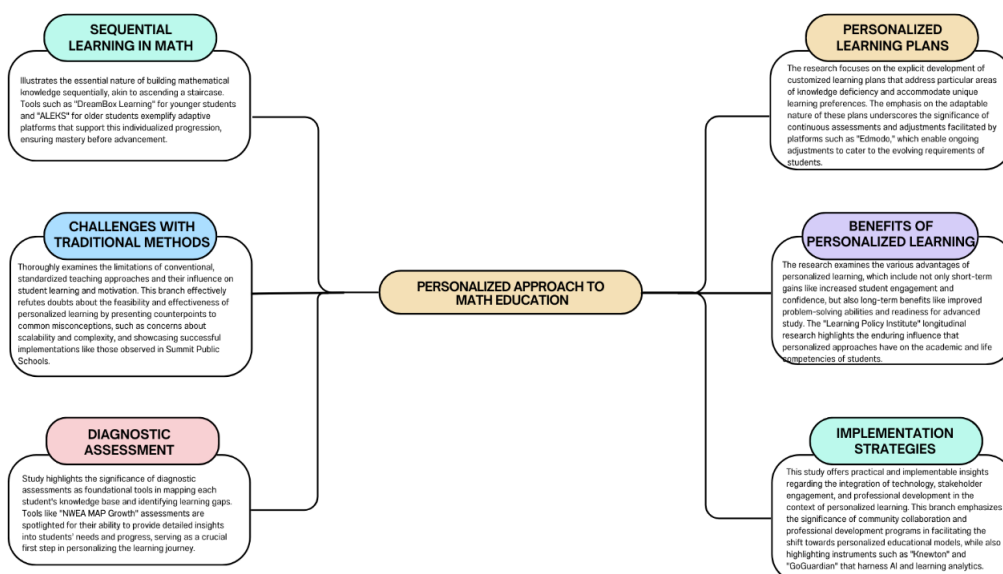 SEQUENTIAL
LEARNING IN MATH
Illustrates the essential nature of building mathematical
knowledge sequentially, akin to ascending a staircase.
Tools such as "DreamBox Learning" for younger students
and "ALEKS" for older students exemplify adaptive
platforms that support this individualized progression,
ensuring mastery before advancement.
CHALLENGES WITH
TRADITIONAL METHODS
Thoroughly examines the limitations of conventional,
standardized teaching approaches and their influence on
student learning and motivation. This branch effectively
refutes doubts about the feasibility and effectiveness of
personalized learning by presenting counterpoints to
common misconceptions, such as concerns about
scalability and complexity, and showcasing successful
implementations like those observed in Summit Public
Schools.
DIAGNOSTIC
ASSESSMENT
Study highlights the significance of diagnostic
assessments as foundational tools in mapping each
student's knowledge base and identifying learning gaps.
Tools like "NWEA MAP Growth" assessments are
spotlighted for their ability to provide detailed insights
into students' needs and progress, serving as a crucial
first step in personalizing the learning journey.
PERSONALIZED APPROACH TO
MATH EDUCATION
PERSONALIZED
LEARNING PLANS
The research focuses on the explicit development of
customized learning plans that address particular areas
of knowledge deficiency and accommodate unique
learning preferences. The emphasis on the adaptable
nature of these plans underscores the significance of
continuous assessments and adjustments facilitated by
platforms such as "Edmodo," which enable ongoing
adjustments to cater to the evolving requirements of
students.
BENEFITS OF
PERSONALIZED LEARNING
The research examines the various advantages of
personalized learning, which include not only short-term
gains like increased student engagement and
confidence, but also long-term benefits like improved
problem-solving abilities and readiness for advanced
study. The "Learning Policy Institute" longitudinal
research highlights the enduring influence that
personalized approaches have on the academic and life
competencies of students.
IMPLEMENTATION
STRATEGIES
This study offers practical and implementable insights
regarding the integration of technology, stakeholder
engagement, and professional development in the
context of personalized learning. This branch emphasizes
the significance of community collaboration and
professional development programs in facilitating the
shift towards personalized educational models, while also
highlighting instruments such as "Knewton" and
"GoGuardian" that harness AI and learning analytics.